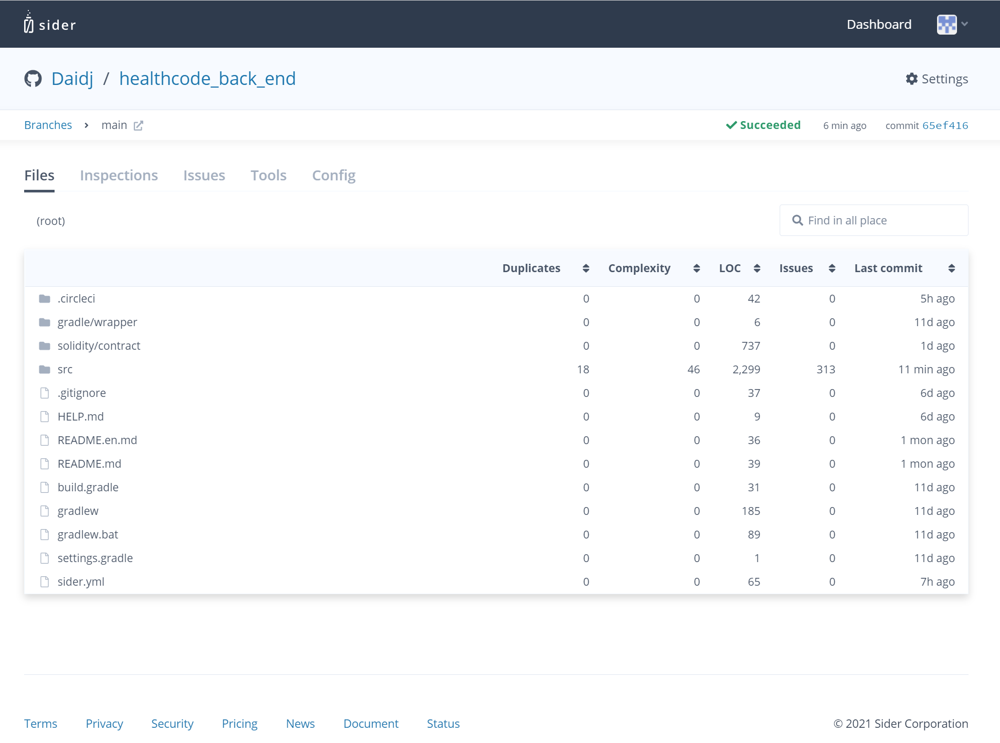 sider
Dashboard
Daidj / healthcode_back_end
Settings
Branches > main
Succeeded 6 min ago commit 65ef416
Files Inspections Issues Tools Config
(root)
Find in all place
Duplicates Complexity LOC Issues Last commit
.circleci 0 0 42 0 5h ago
gradle/wrapper 0 0 6 0 11d ago
solidity/contract 0 0 737 0 1d ago
src 18 46 2,299 313 11 min ago
.gitignore 0 0 37 0 6d ago
HELP.md 0 0 9 0 6d ago
README.en.md 0 0 36 0 1 mon ago
README.md 0 0 39 0 1 mon ago
build.gradle 0 0 31 0 11d ago
gradlew 0 0 185 0 11d ago
gradlew.bat 0 0 89 0 11d ago
settings.gradle 0 0 1 0 11d ago
sider.yml 0 0 65 0 7h ago
Terms Privacy Security Pricing News Document Status
© 2021 Sider Corporation